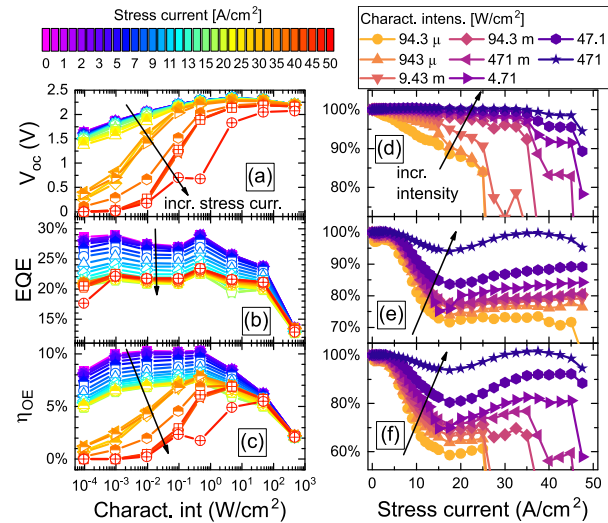 Stress current [A/cm²]
0 1 3 5 7 9 11 13 15 17 20 25 30 35 40 45 50
Charact. intens. [W/cm²]
94.3 μ 94.3 m 47.1
943 μ 471 m 471
9.43 m 4.71
2.5
2
1.5
1
0.5
0
V_oc (V)
(a)
incr. stress curr.
30%
25%
20%
15%
EQE
(b)
10%
5%
0%
η_OE
(c)
10⁻⁴ 10⁻³ 10⁻² 10⁻¹ 10⁰ 10¹ 10² 10³
Charact. int (W/cm²)
100%
90%
80%
(d)
incr.
intensity
100%
90%
80%
70%
(e)
100%
80%
60%
(f)
0 10 20 30 40 50
Stress current (A/cm²)